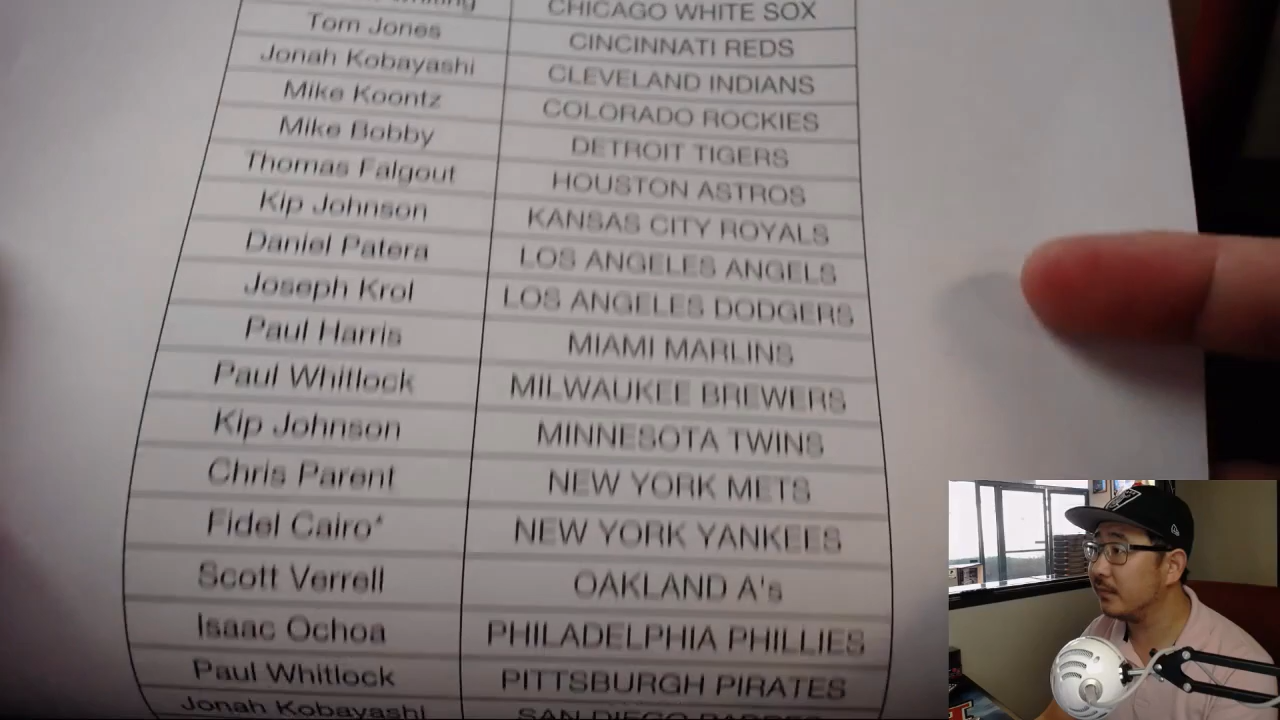 CHICAGO WHITE SOX
Tom Jones CINCINNATI REDS
Jonah Kobayashi CLEVELAND INDIANS
Mike Koontz COLORADO ROCKIES
Mike Bobby DETROIT TIGERS
Thomas Falgout HOUSTON ASTROS
Kip Johnson KANSAS CITY ROYALS
Daniel Patera LOS ANGELES ANGELS
Joseph Krol LOS ANGELES DODGERS
Paul Harris MIAMI MARLINS
Paul Whitlock MILWAUKEE BREWERS
Kip Johnson MINNESOTA TWINS
Chris Parent NEW YORK METS
Fidel Cairo* NEW YORK YANKEES
Scott Verrell OAKLAND A's
Isaac Ochoa PHILADELPHIA PHILLIES
Paul Whitlock PITTSBURGH PIRATES
Jonah Kobayashi SAN DIEGO PADRES